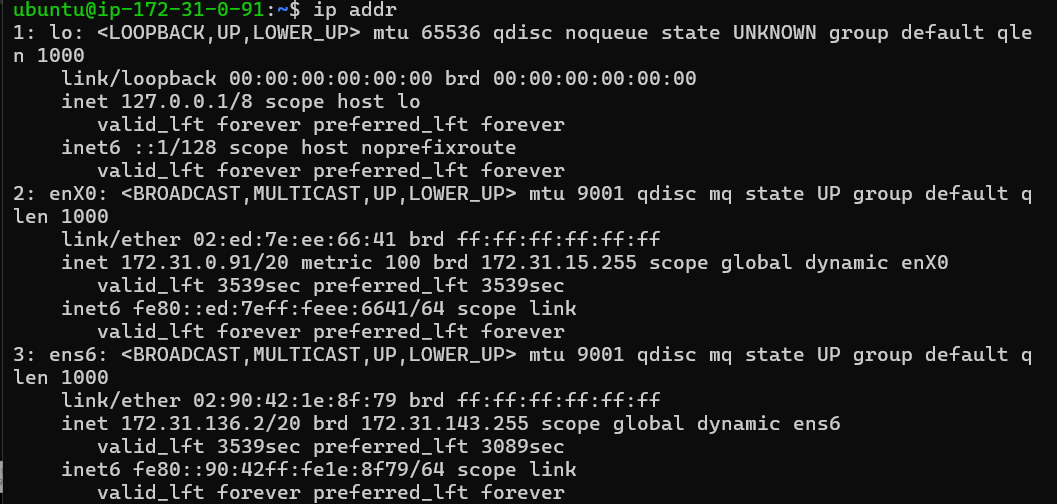 ubuntu@ip-172-31-0-91:~$ ip addr
1: lo: <LOOPBACK,UP,LOWER_UP> mtu 65536 qdisc noqueue state UNKNOWN group default qle
n 1000
    link/loopback 00:00:00:00:00:00 brd 00:00:00:00:00:00
    inet 127.0.0.1/8 scope host lo
       valid_lft forever preferred_lft forever
    inet6 ::1/128 scope host noprefixroute
       valid_lft forever preferred_lft forever
2: enX0: <BROADCAST,MULTICAST,UP,LOWER_UP> mtu 9001 qdisc mq state UP group default q
len 1000
    link/ether 02:ed:7e:ee:66:41 brd ff:ff:ff:ff:ff:ff
    inet 172.31.0.91/20 metric 100 brd 172.31.15.255 scope global dynamic enX0
       valid_lft 3539sec preferred_lft 3539sec
    inet6 fe80::ed:7eff:feee:6641/64 scope link
       valid_lft forever preferred_lft forever
3: ens6: <BROADCAST,MULTICAST,UP,LOWER_UP> mtu 9001 qdisc mq state UP group default q
len 1000
    link/ether 02:90:42:1e:8f:79 brd ff:ff:ff:ff:ff:ff
    inet 172.31.136.2/20 brd 172.31.143.255 scope global dynamic ens6
       valid_lft 3539sec preferred_lft 3089sec
    inet6 fe80::90:42ff:fe1e:8f79/64 scope link
       valid_lft forever preferred_lft forever